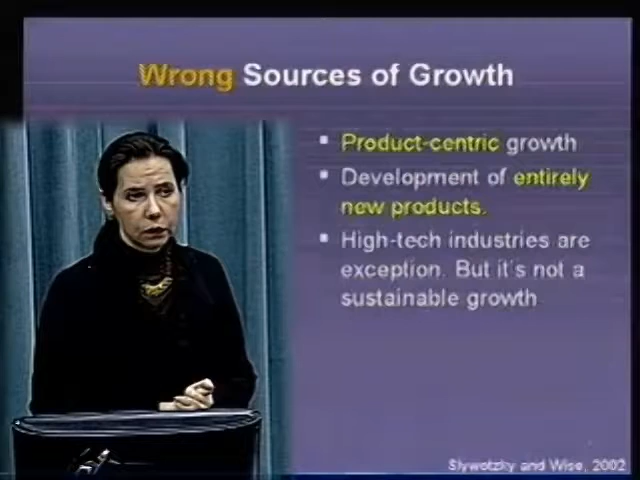 Wrong Sources of Growth
Product-centric growth
Development of entirely
new products.
High-tech industries are
exception. But it's not a
sustainable growth
Slywotzky and Wise, 2002